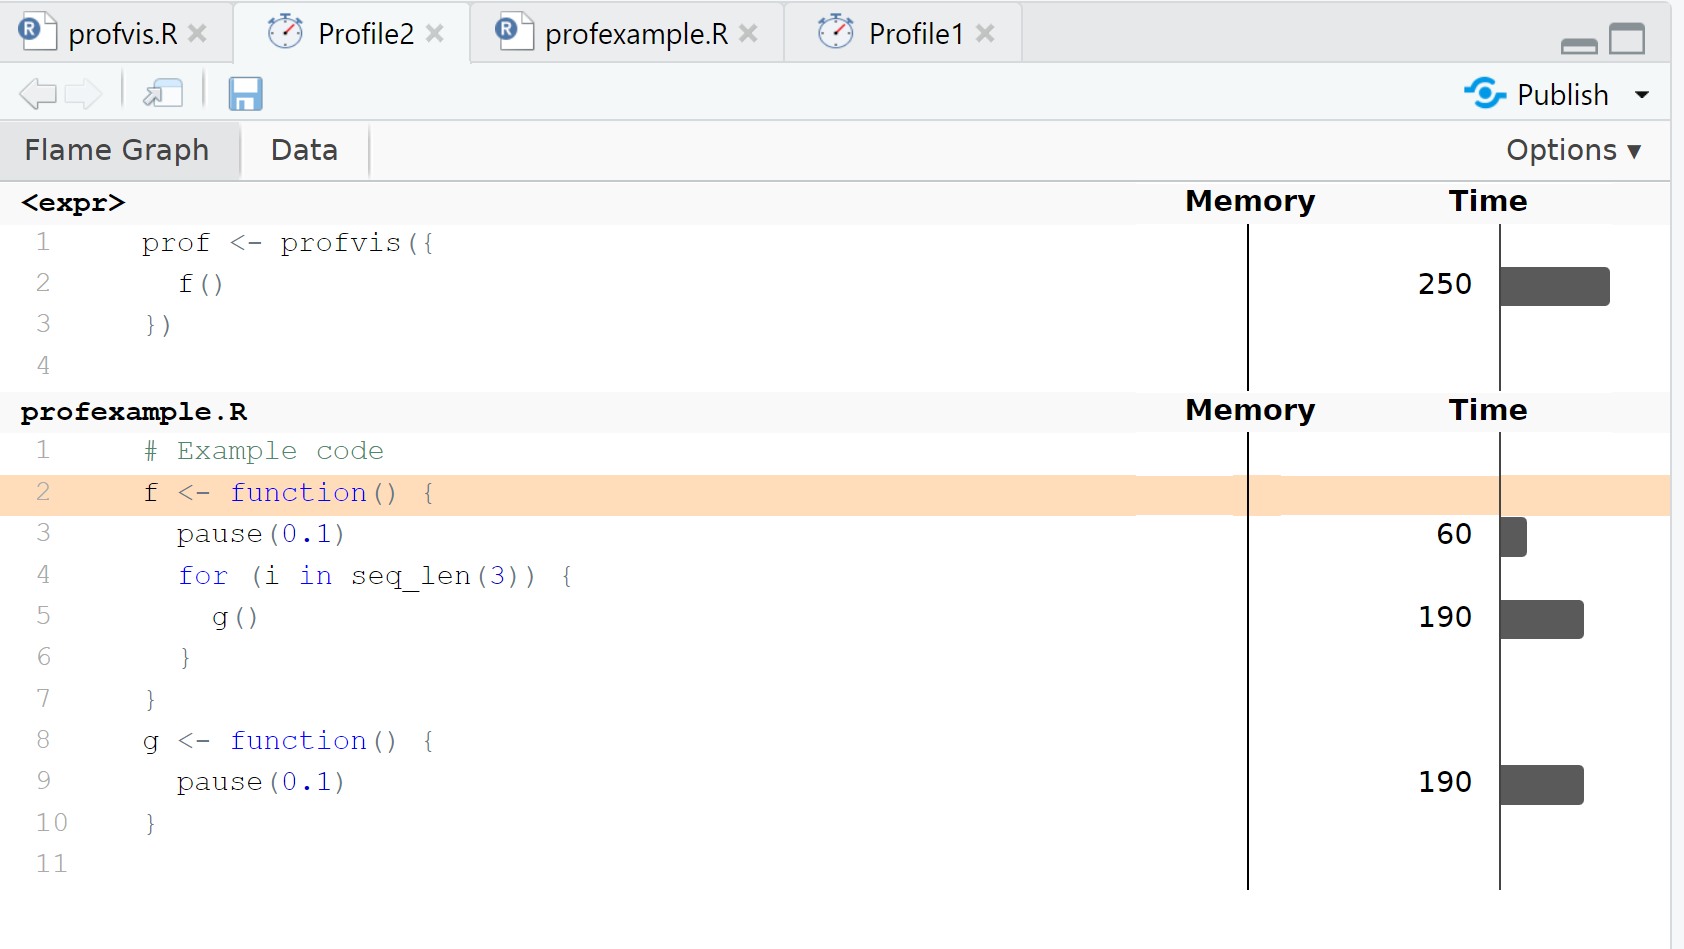 profvis.R Profile2 profexample.R Profile1
Publish
Flame Graph Data Options ▼
<expr> Memory Time
1 prof <- profvis({
2   f() 250
3 })
4
profexample.R Memory Time
1 # Example code
2 f <- function() {
3   pause(0.1) 60
4   for (i in seq_len(3)) {
5     g() 190
6   }
7 }
8 g <- function() {
9   pause(0.1) 190
10 }
11